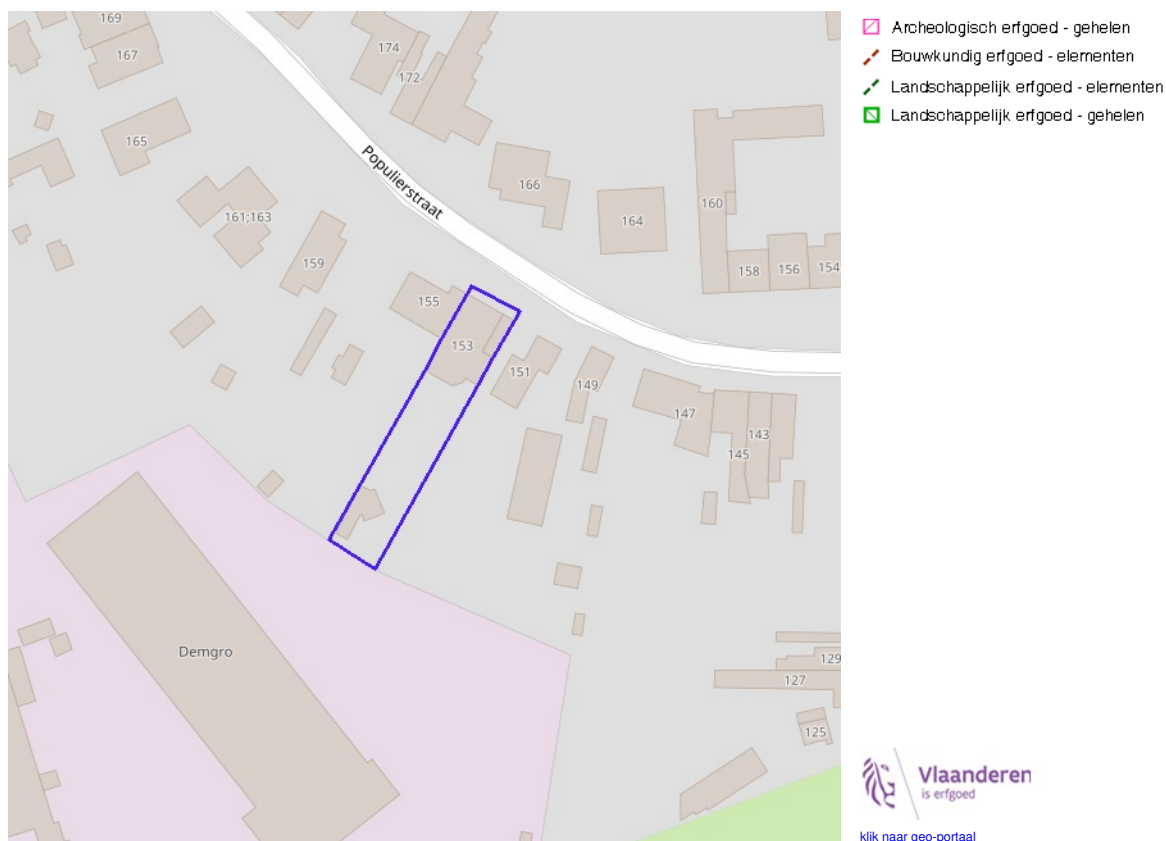 Archeologisch erfgoed - gehelen
Bouwkundig erfgoed - elementen
Landschappelijk erfgoed - elementen
Landschappelijk erfgoed - gehelen
169
167
174
172
165
Populierstraat
166
161;163
164
160
159
158
156
154
155
153
151
149
147
143
145
Demgro
129
127
125
Vlaanderen
is erfgoed
klik naar geo-portaal